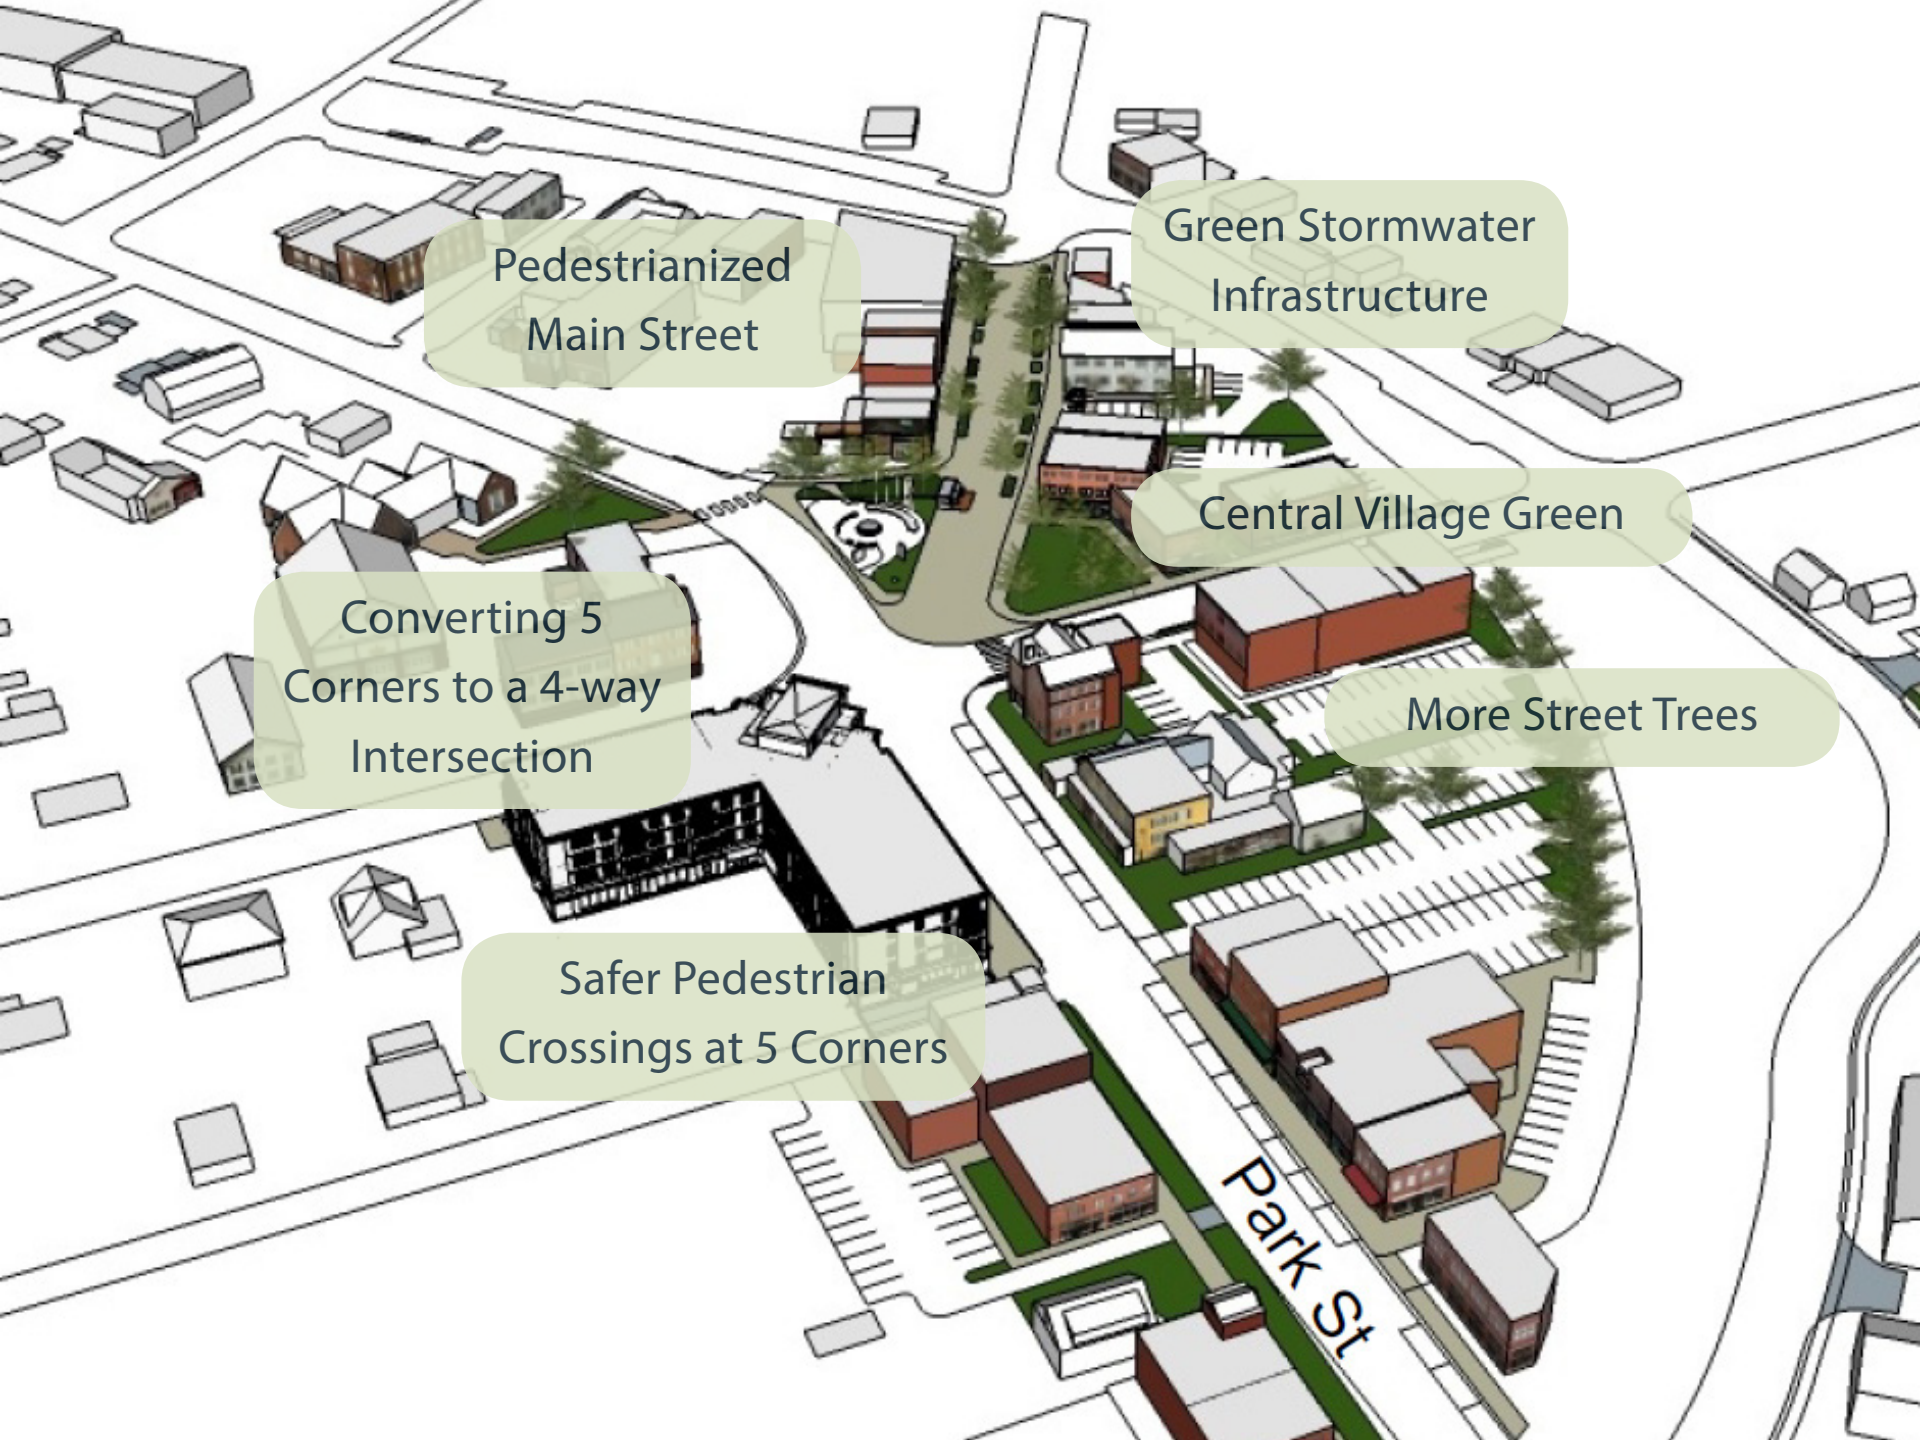 Green Stormwater
Infrastructure
Pedestrianized
Main Street
Central Village Green
Converting 5
Corners to a 4-way
Intersection
More Street Trees
Safer Pedestrian
Crossings at 5 Corners
Park St